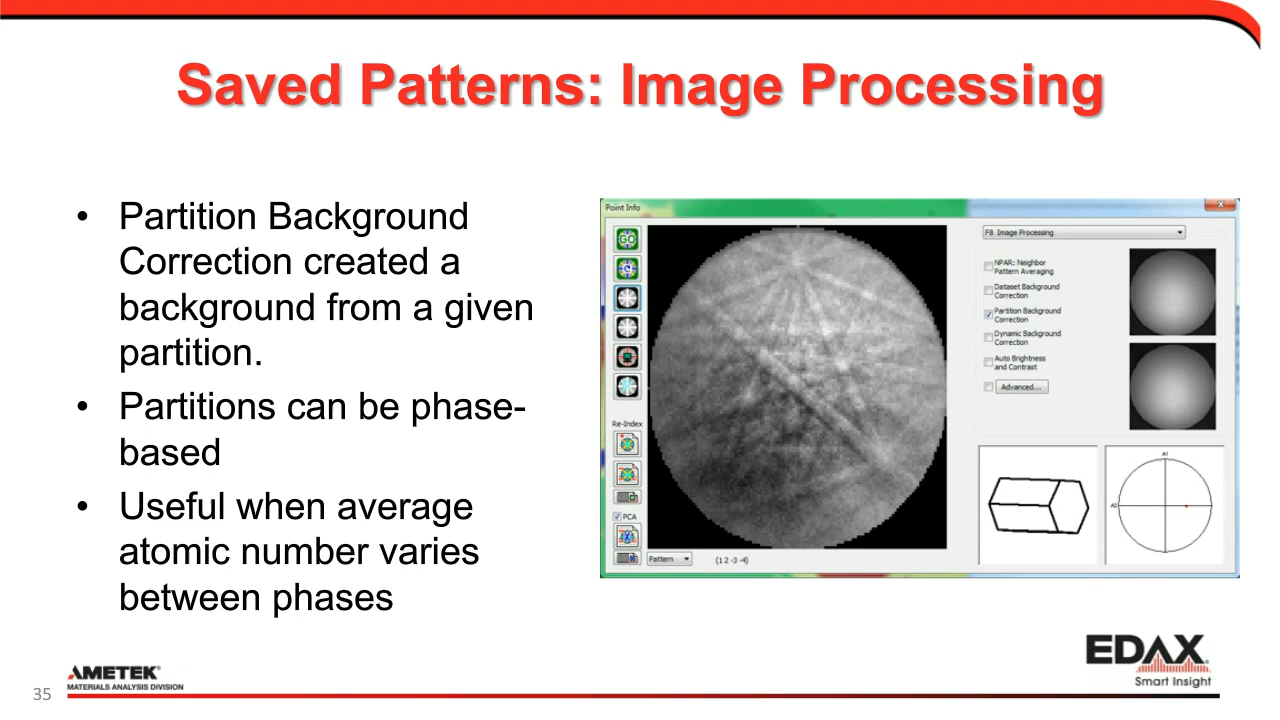 Saved Patterns: Image Processing
• Partition Background
Correction created a
background from a given
partition.
• Partitions can be phase-
based
• Useful when average
atomic number varies
between phases
Point Info
x
GO
Re-Index
PCA
Pattern
(1 2 -3 -4)
F8 Image Processing
NPAR: Neighbor
Pattern Averaging
Dataset Background
Correction
Partition Background
Correction
Dynamic Background
Correction
Auto Brightness
and Contrast
Advanced...
A1
A2
35
AMETEK®
MATERIALS ANALYSIS DIVISION
EDAX
Smart Insight